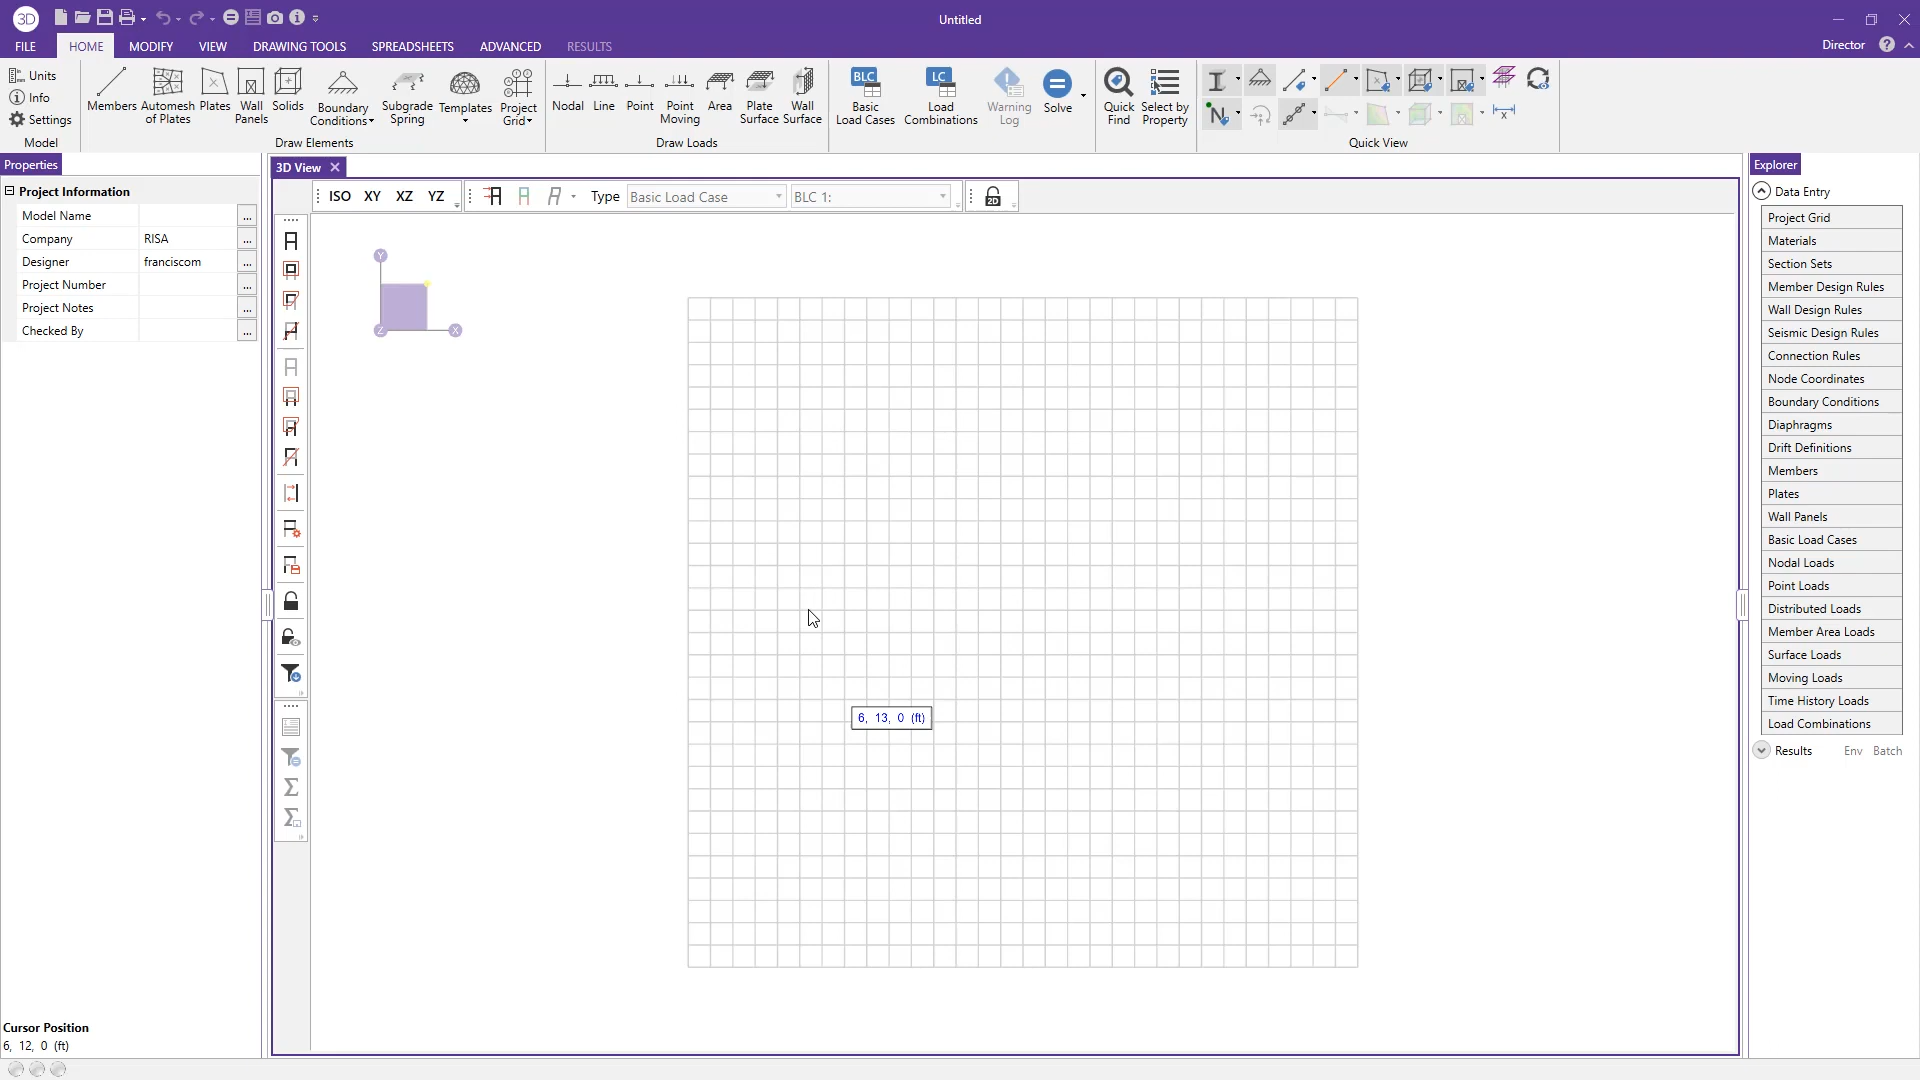 3D
Untitled
FILE
HOME
MODIFY
VIEW
DRAWING TOOLS
SPREADSHEETS
ADVANCED
RESULTS
Director
Units
Info
Settings
Model
Members
Automesh
of Plates
Plates
Wall
Panels
Solids
Boundary
Conditions
Subgrade
Spring
Templates
Project
Grid
Draw Elements
Nodal
Line
Point
Point
Moving
Area
Plate
Surface
Wall
Surface
Draw Loads
BLC
Basic
Load Cases
LC
Load
Combinations
Warning
Log
Solve
Quick
Find
Select by
Property
N
Quick View
Properties
Project Information
Model Name
...
Company
RISA
...
Designer
franciscom
...
Project Number
...
Project Notes
...
Checked By
...
3D View
ISO
XY
XZ
YZ
Type
Basic Load Case
BLC 1:
2D
Y
Z
X
6, 13, 0 (ft)
Cursor Position
6, 12, 0 (ft)
Explorer
Data Entry
Project Grid
Materials
Section Sets
Member Design Rules
Wall Design Rules
Seismic Design Rules
Connection Rules
Node Coordinates
Boundary Conditions
Diaphragms
Drift Definitions
Members
Plates
Wall Panels
Basic Load Cases
Nodal Loads
Point Loads
Distributed Loads
Member Area Loads
Surface Loads
Moving Loads
Time History Loads
Load Combinations
Results
Env
Batch